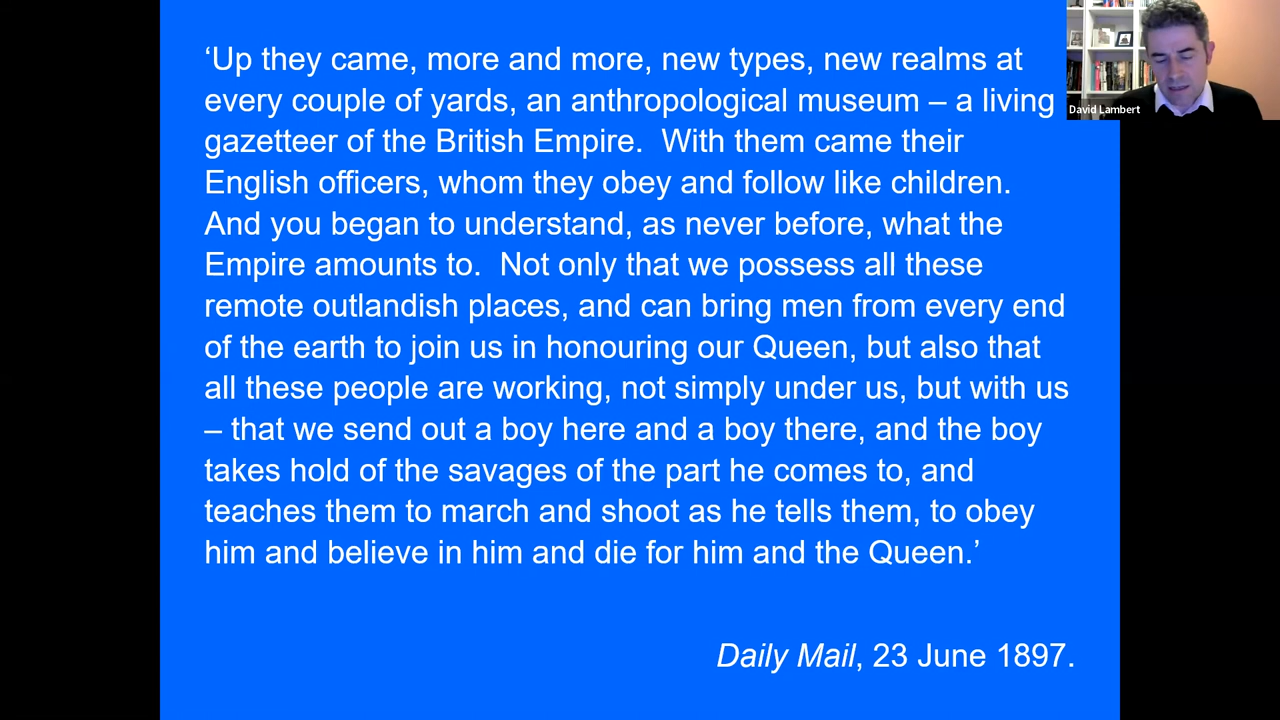 ‘Up they came, more and more, new types, new realms at
every couple of yards, an anthropological museum – a living
gazetteer of the British Empire.  With them came their
English officers, whom they obey and follow like children.
And you began to understand, as never before, what the
Empire amounts to.  Not only that we possess all these
remote outlandish places, and can bring men from every end
of the earth to join us in honouring our Queen, but also that
all these people are working, not simply under us, but with us
– that we send out a boy here and a boy there, and the boy
takes hold of the savages of the part he comes to, and
teaches them to march and shoot as he tells them, to obey
him and believe in him and die for him and the Queen.’
Daily Mail, 23 June 1897.
David Lambert